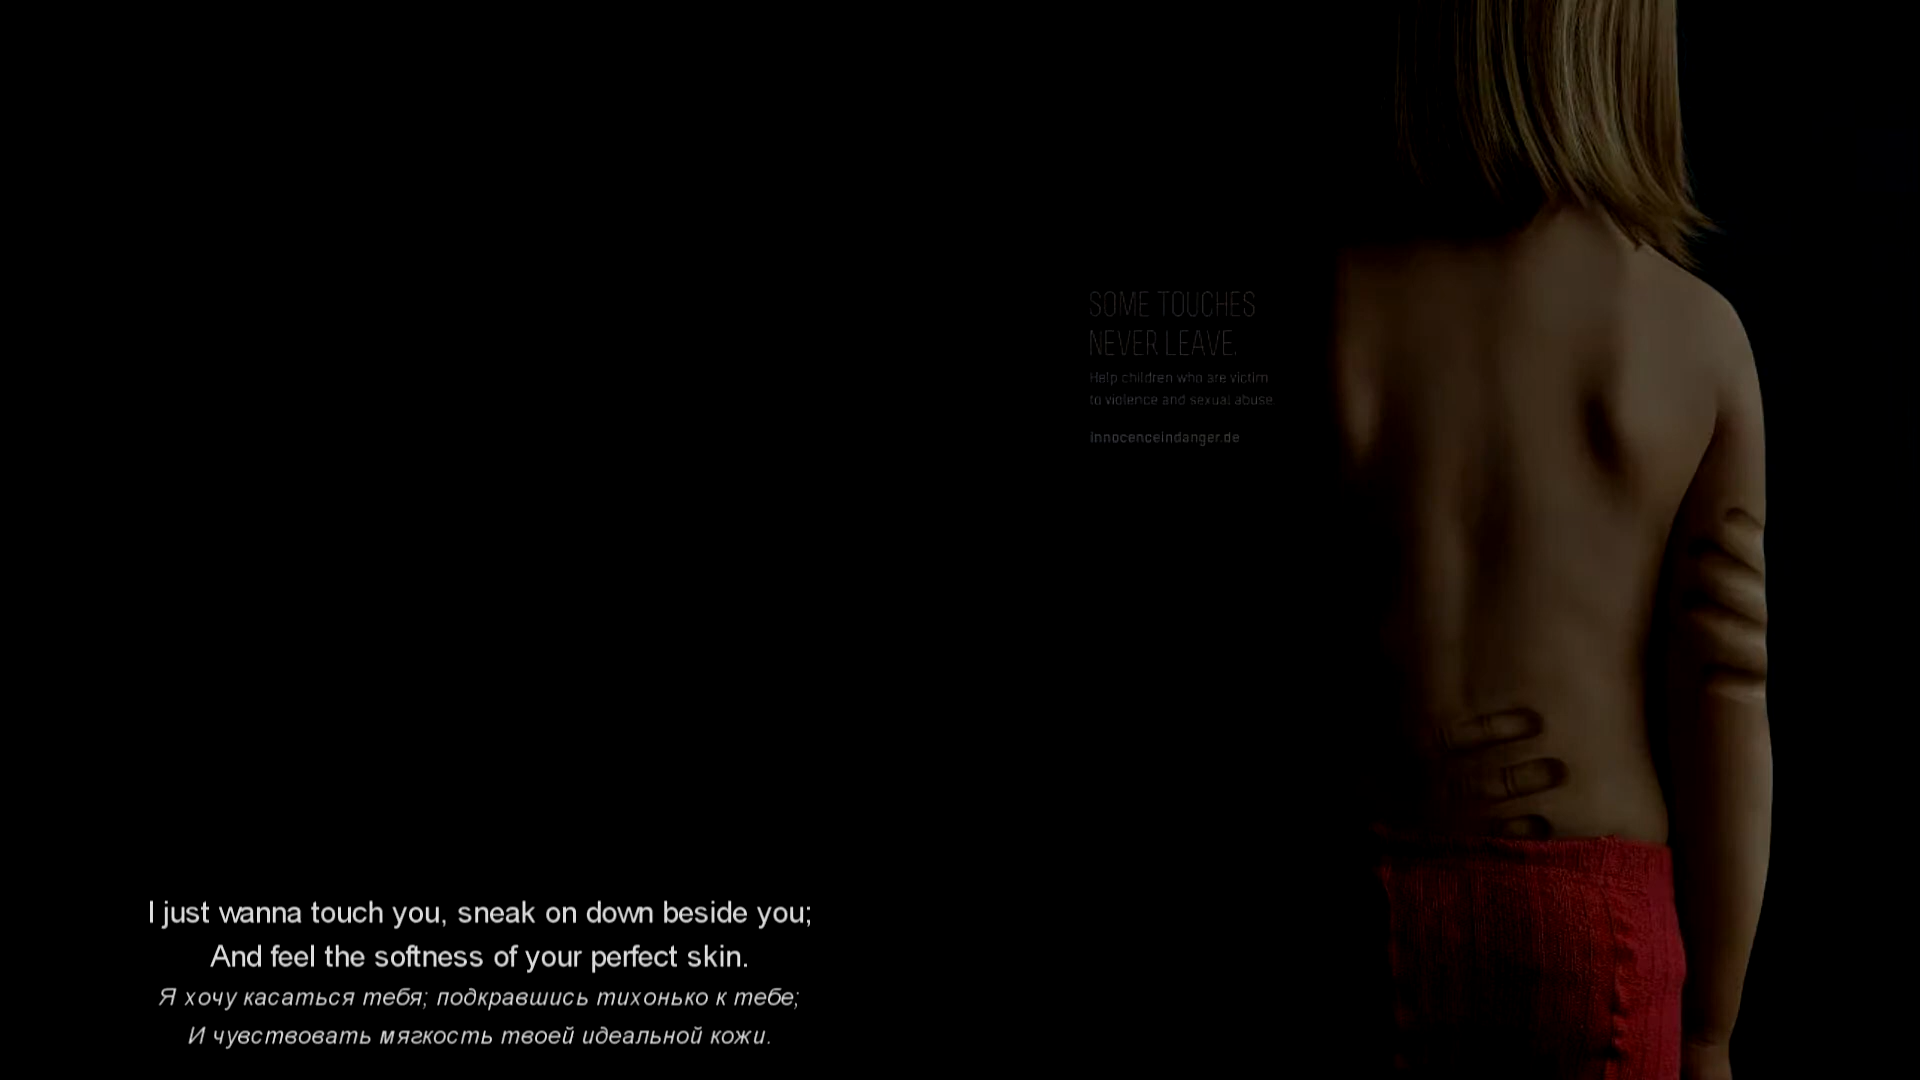 SOME TOUCHES
NEVER LEAVE.
Help children who are victim
to violence and sexual abuse.
innocenceindanger.de
I just wanna touch you, sneak on down beside you;
And feel the softness of your perfect skin.
Я хочу касаться тебя; подкравшись тихонько к тебе;
И чувствовать мягкость твоей идеальной кожи.